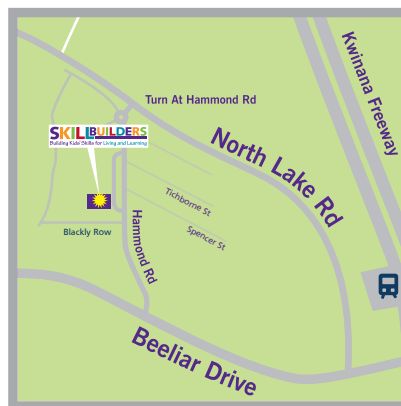 Kwinana Freeway
Turn At Hammond Rd
SKILLBUILDERS
Building Kids' Skills for Living and Learning
North Lake Rd
Tichborne St
Blackly Row
Hammond Rd
Spencer St
Beeliar Drive